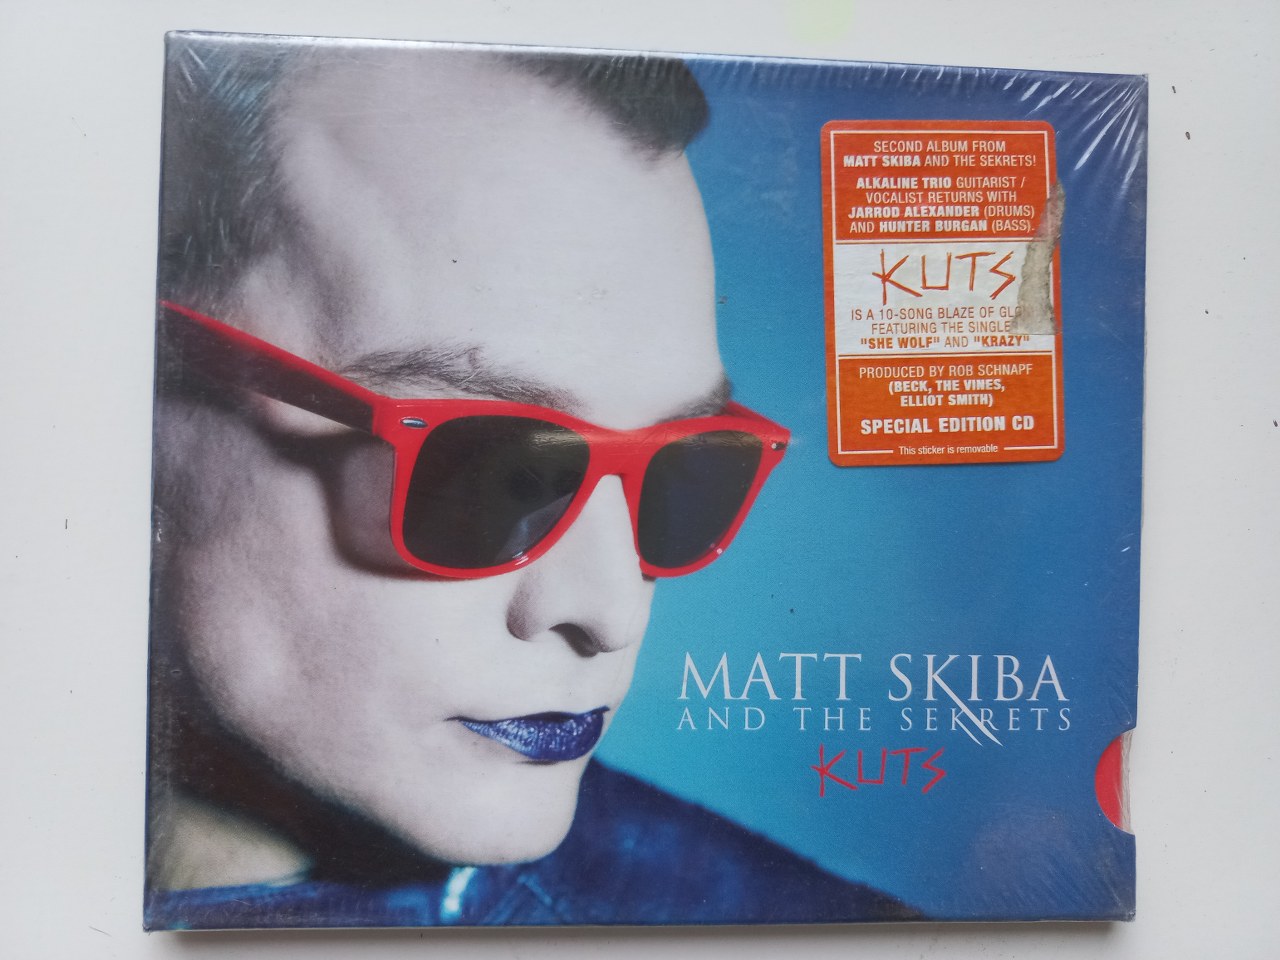 SECOND ALBUM FROM
MATT SKIBA AND THE SEKRETS!
ALKALINE TRIO GUITARIST /
VOCALIST RETURNS WITH
JARROD ALEXANDER (DRUMS)
AND HUNTER BURGAN (BASS).
KUTS
IS A 10-SONG BLAZE OF
FEATURING THE SINGLE
"SHE WOLF" AND "KRAZY"
PRODUCED BY ROB SCHNAPF
(BECK, THE VINES,
ELLIOT SMITH)
SPECIAL EDITION CD
This sticker is removable
MATT SKIBA
AND THE SEKRETS
KUTS